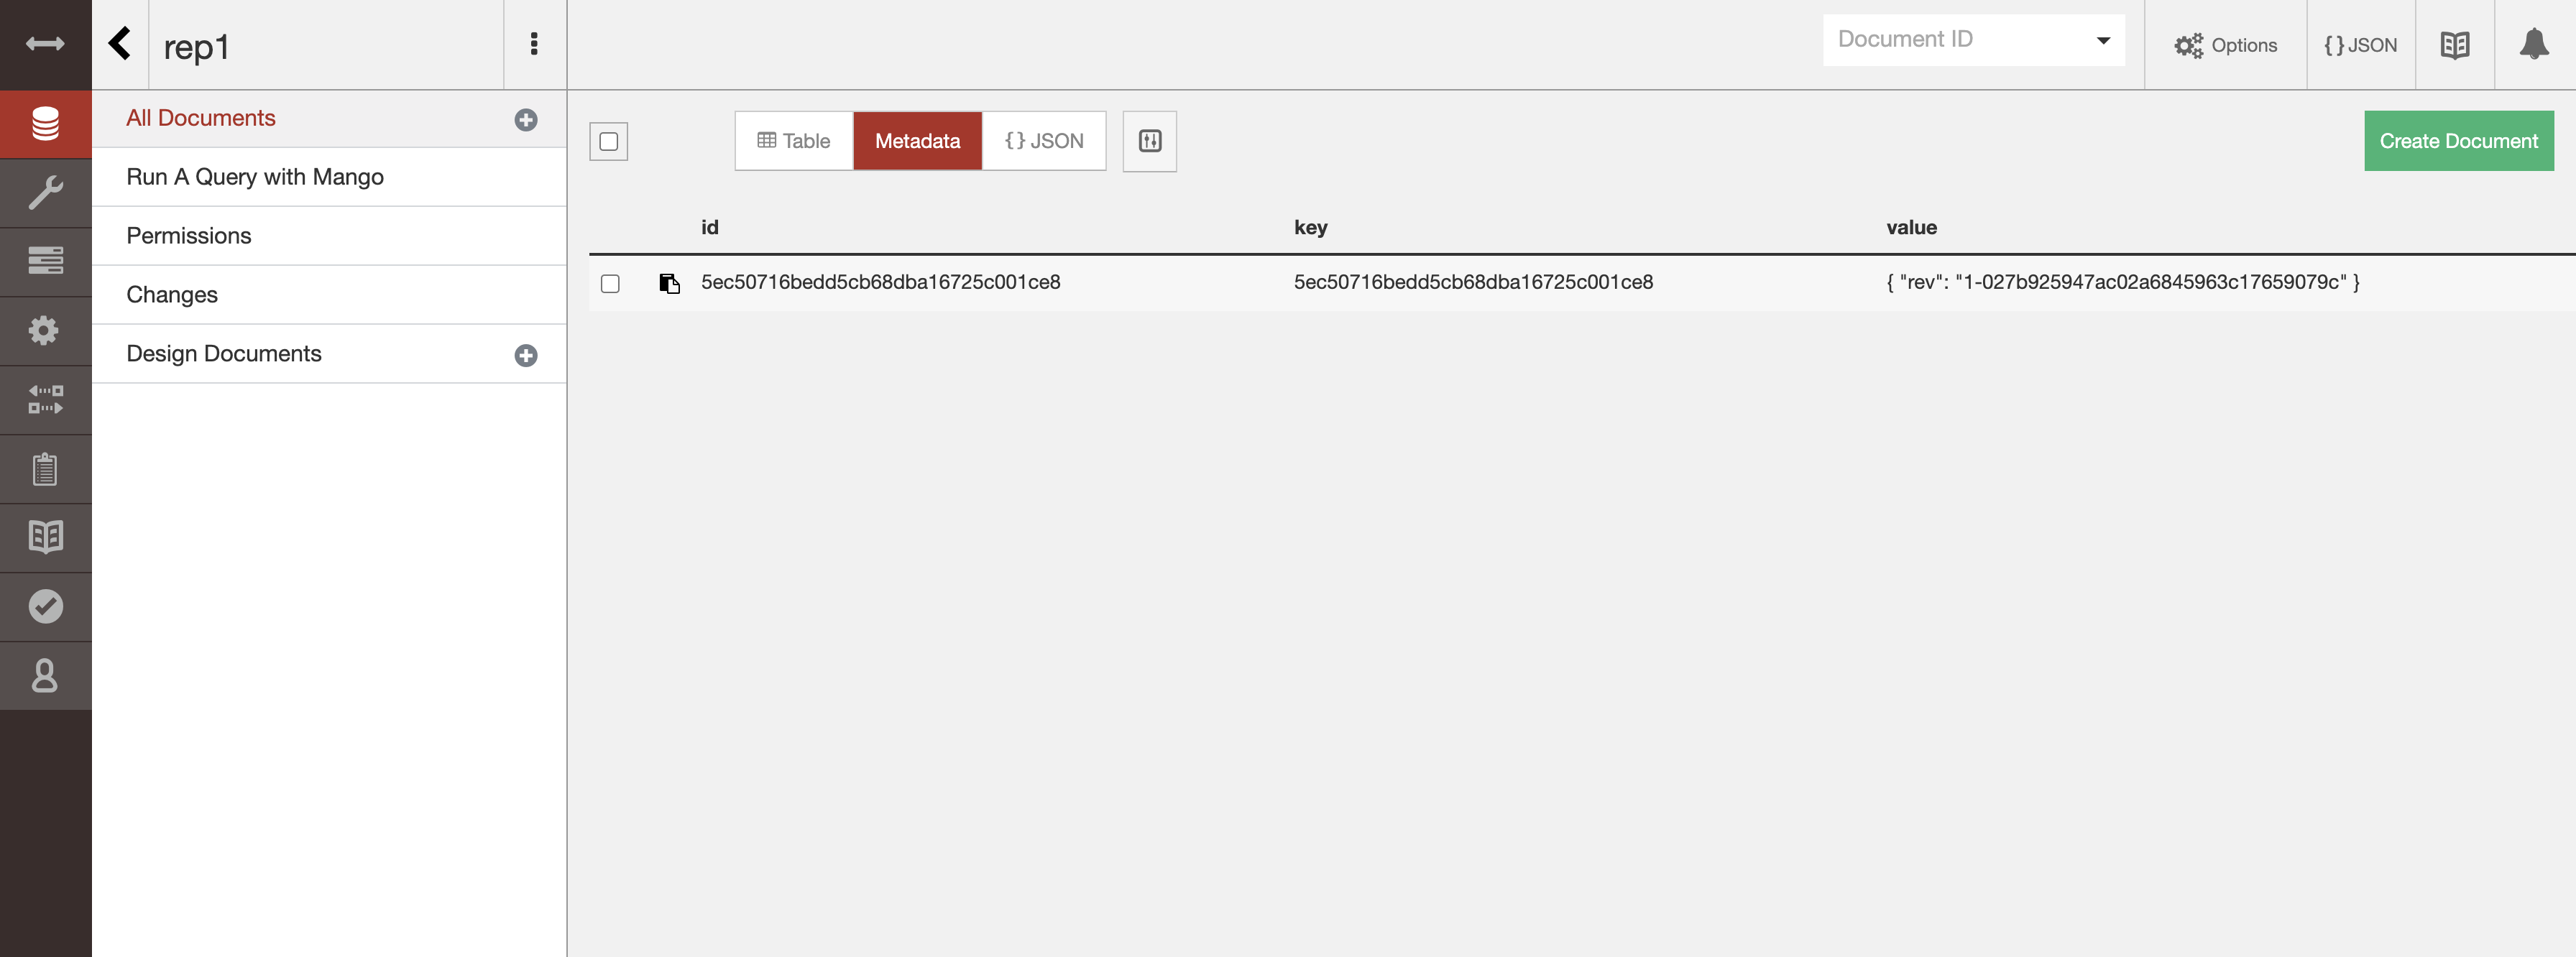 rep1
Document ID
Options
{} JSON
All Documents
Run A Query with Mango
Permissions
Changes
Design Documents
Table
Metadata
{} JSON
Create Document
id key value
5ec50716bedd5cb68dba16725c001ce8 5ec50716bedd5cb68dba16725c001ce8 { "rev": "1-027b925947ac02a6845963c17659079c" }